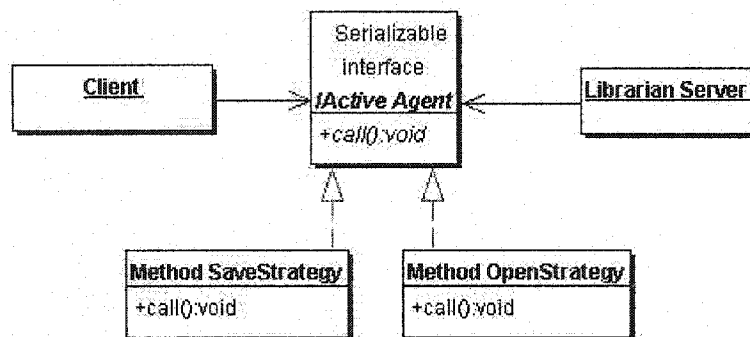 Serializable
interface
IActive Agent
+call():void
Client
Librarian Server
Method SaveStrategy
+call():void
Method OpenStrategy
+call():void